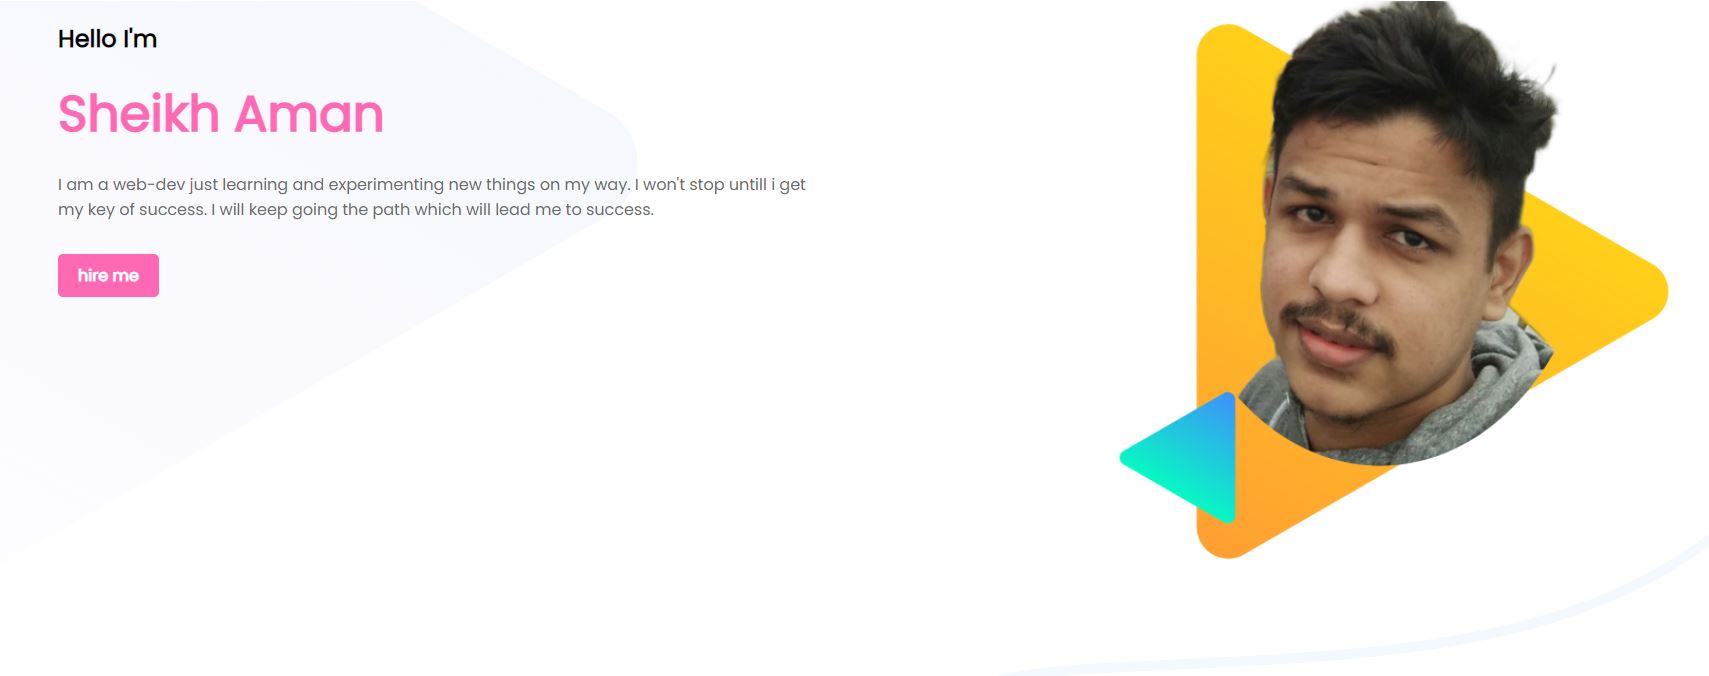 Hello I'm
Sheikh Aman
I am a web-dev just learning and experimenting new things on my way. I won't stop untill i get
my key of success. I will keep going the path which will lead me to success.
hire me